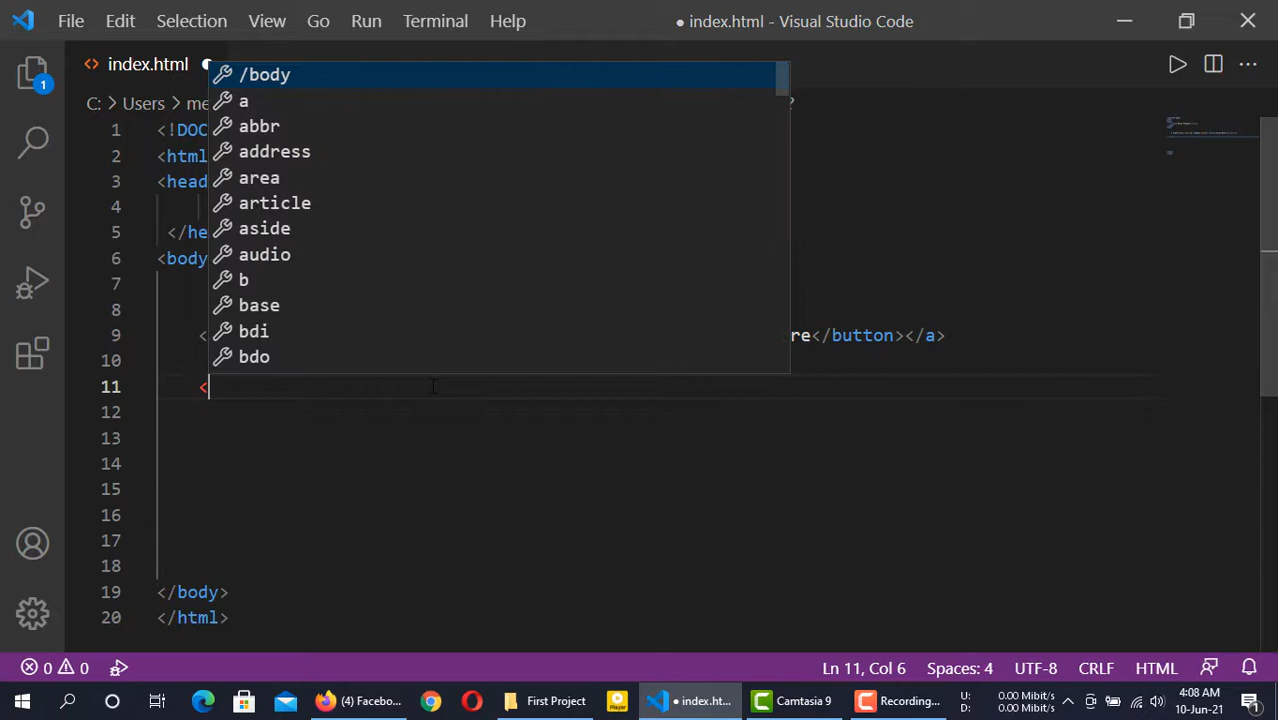 File Edit Selection View Go Run Terminal Help ● index.html - Visual Studio Code
1
<> index.html ●
/body
a
abbr
address
area
article
aside
audio
b
base
bdi
bdo
C: > Users >
1 <!DOC
2 <html
3 <head
4
5 </he
6 <body
7
8
9 < </button></a>
10
11 <
12
13
14
15
16
17
18
19 </body>
20 </html>
0 0 Ln 11, Col 6 Spaces: 4 UTF-8 CRLF HTML
(4) Facebo... First Project Player ● index.ht... Camtasia 9 Recording... U: 0.00 Mibit/s
D: 0.00 Mibit/s
4:08 AM
10-Jun-21
1